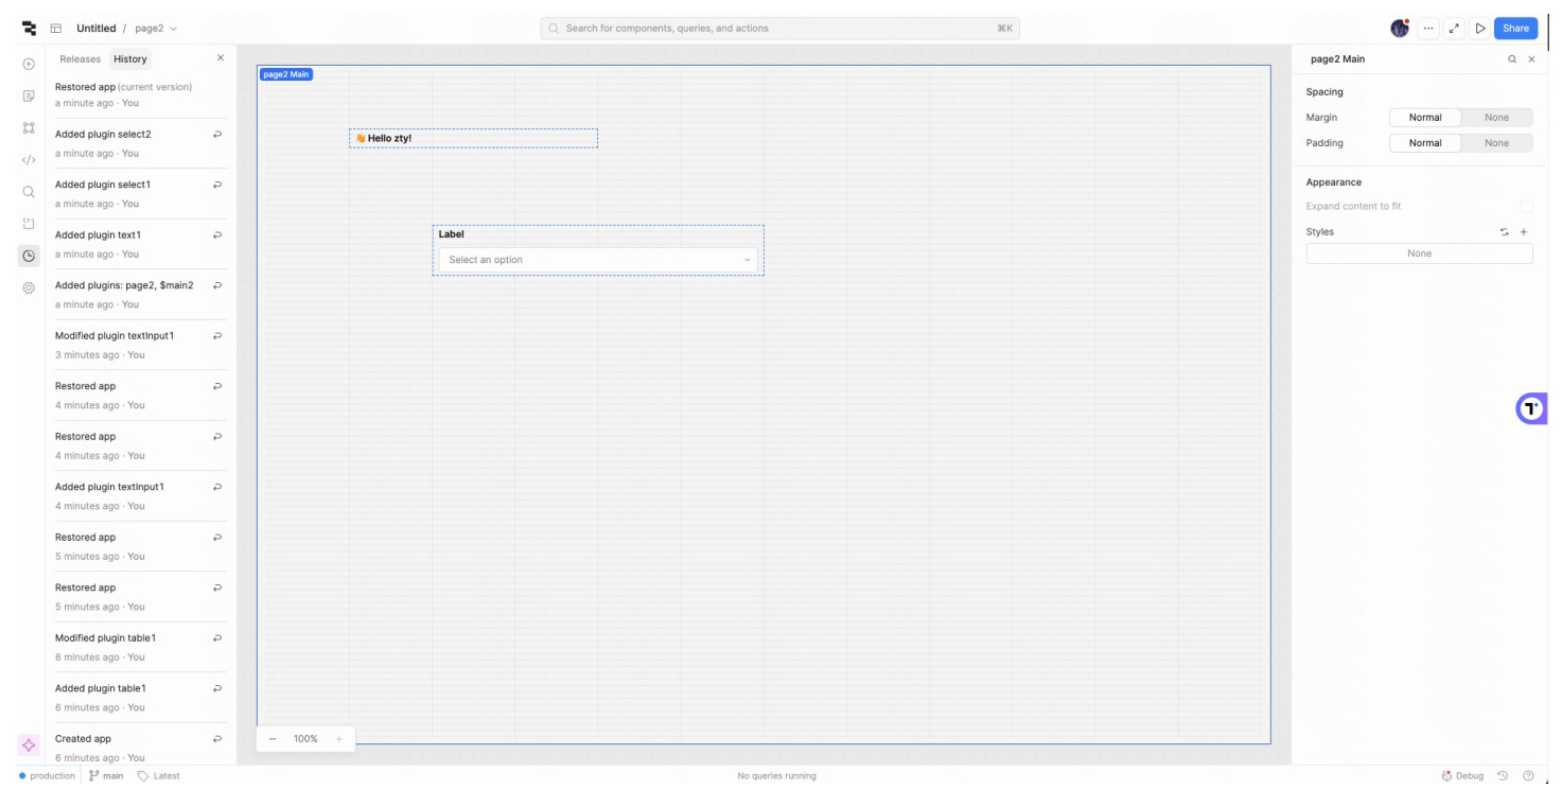 Untitled / page2
Search for components, queries, and actions ⌘K
Share
Releases History
Restored app (current version)
a minute ago · You
Added plugin select2
a minute ago · You
Added plugin select1
a minute ago · You
Added plugin text1
a minute ago · You
Added plugins: page2, $main2
a minute ago · You
Modified plugin textInput1
3 minutes ago · You
Restored app
4 minutes ago · You
Restored app
4 minutes ago · You
Added plugin textInput1
4 minutes ago · You
Restored app
5 minutes ago · You
Restored app
5 minutes ago · You
Modified plugin table1
6 minutes ago · You
Added plugin table1
6 minutes ago · You
Created app
6 minutes ago · You
page2 Main
👋 Hello zty!
Label
Select an option
100%
page2 Main
Spacing
Margin Normal None
Padding Normal None
Appearance
Expand content to fit
Styles
None
production main Latest
No queries running
Debug